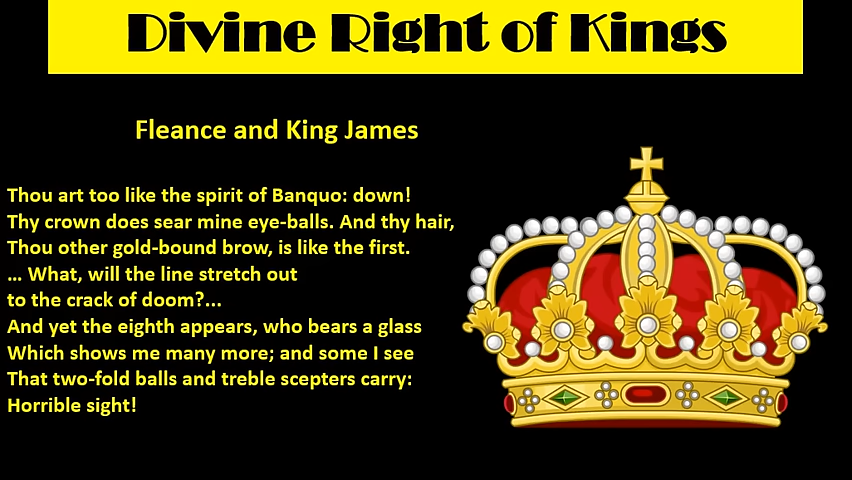 Divine Right of Kings
Fleance and King James
Thou art too like the spirit of Banquo: down!
Thy crown does sear mine eye-balls. And thy hair,
Thou other gold-bound brow, is like the first.
... What, will the line stretch out
to the crack of doom?...
And yet the eighth appears, who bears a glass
Which shows me many more; and some I see
That two-fold balls and treble scepters carry:
Horrible sight!